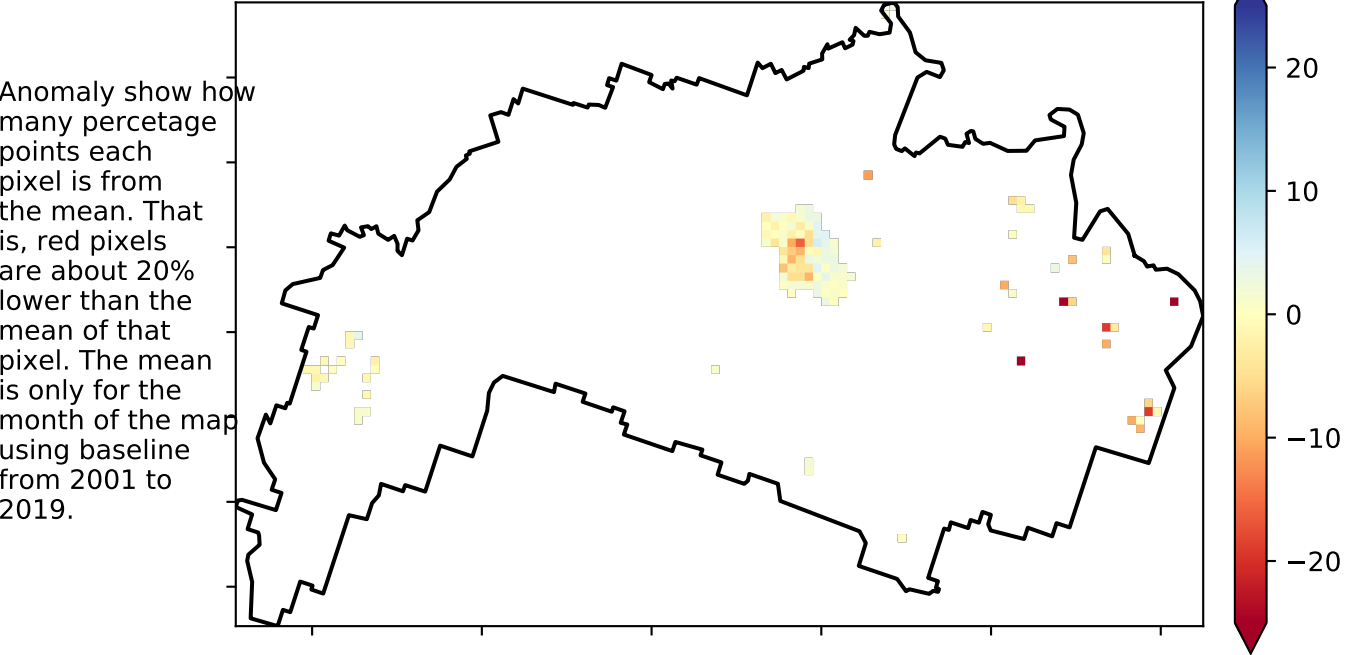 Anomaly show how
many percetage
points each
pixel is from
the mean. That
is, red pixels
are about 20%
lower than the
mean of that
pixel. The mean
is only for the
month of the map
using baseline
from 2001 to
2019.
20
10
0
−10
−20